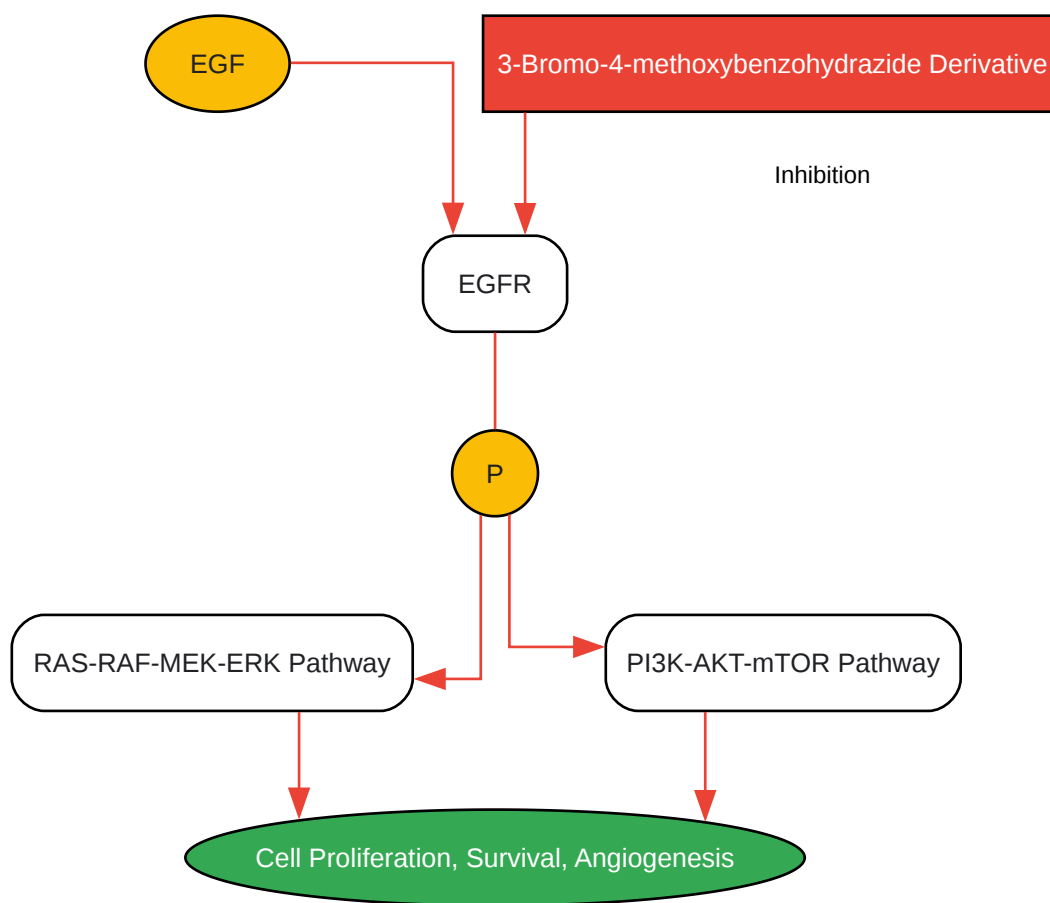 EGF
3-Bromo-4-methoxybenzohydrazide Derivative
Inhibition
EGFR
P
RAS-RAF-MEK-ERK Pathway
PI3K-AKT-mTOR Pathway
Cell Proliferation, Survival, Angiogenesis